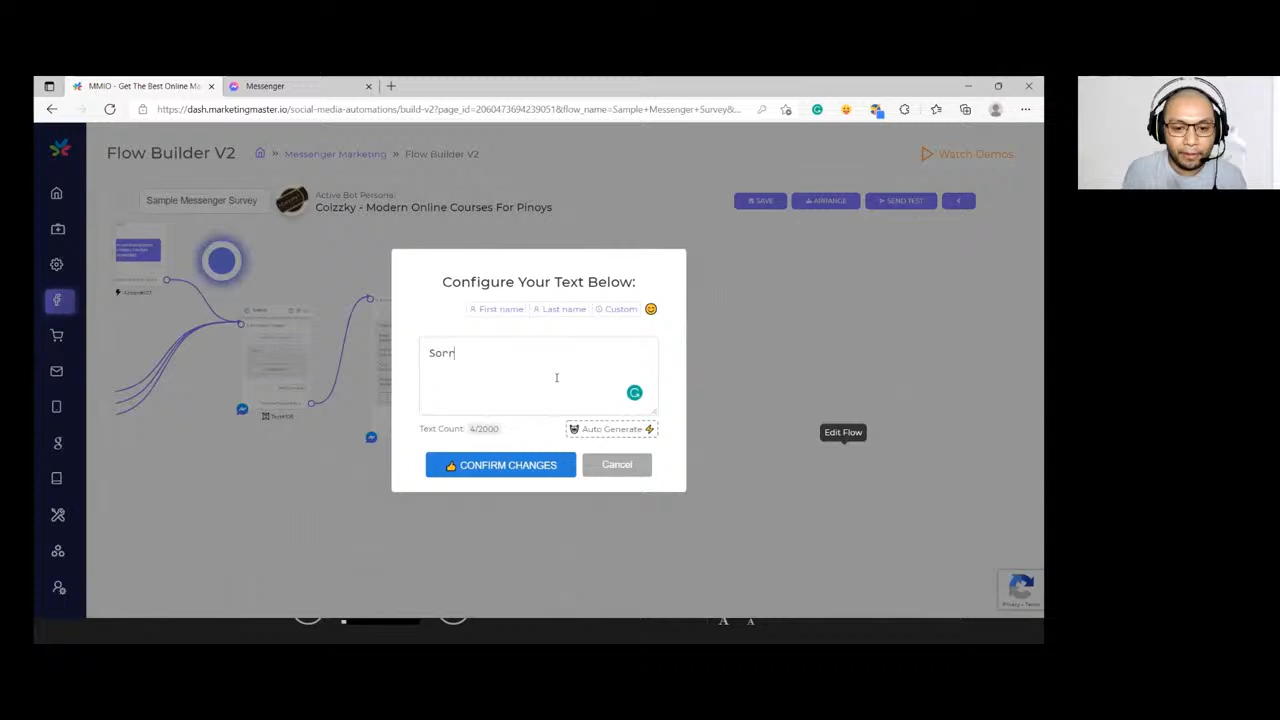 MMIO - Get The Best Online Ma
Messenger
https://dash.marketingmaster.io/social-media-automations/build-v2?page_id=2060473694239051&flow_name=Sample+Messenger+Survey&...
Flow Builder V2
Messenger Marketing » Flow Builder V2
Watch Demos
Sample Messenger Survey
Active Bot Persona:
Coizzky - Modern Online Courses For Pinoys
SAVE
ARRANGE
SEND TEST
Configure Your Text Below:
First name
Last name
Custom
Sorr
Text Count: 4/2000
Auto Generate
CONFIRM CHANGES
Cancel
Edit Flow
Privacy - Terms
A A